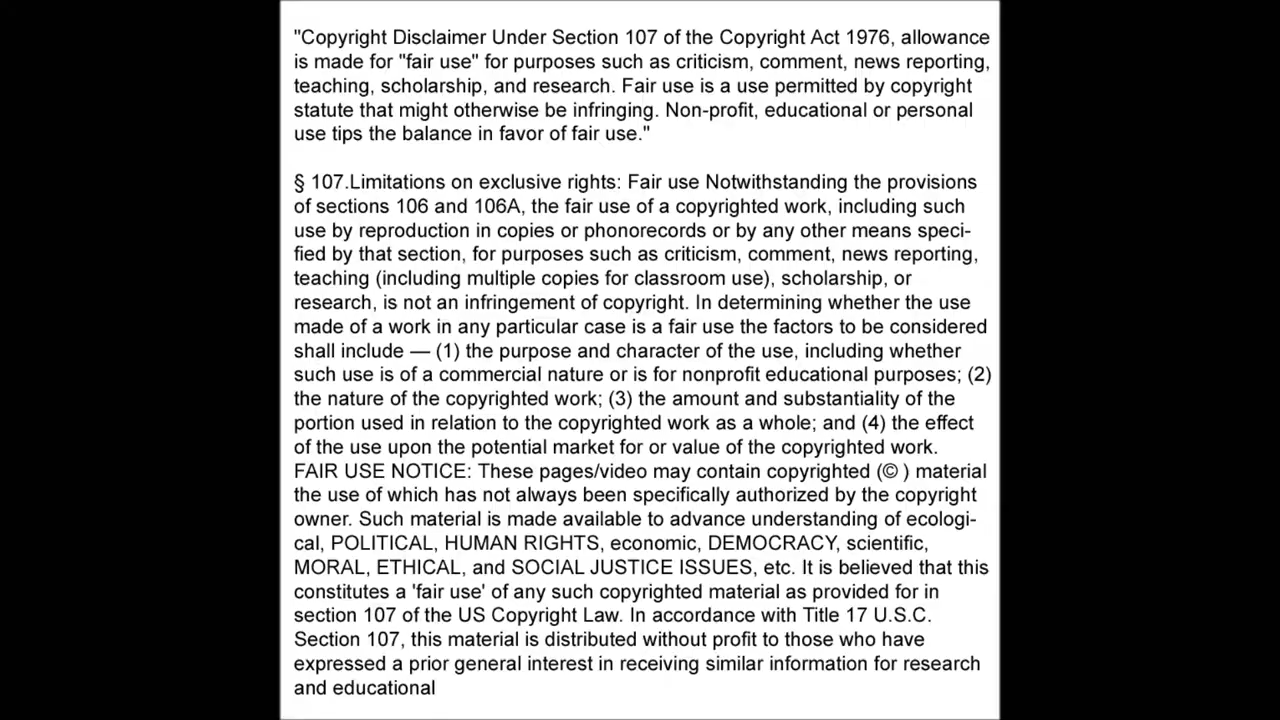 "Copyright Disclaimer Under Section 107 of the Copyright Act 1976, allowance
is made for "fair use" for purposes such as criticism, comment, news reporting,
teaching, scholarship, and research. Fair use is a use permitted by copyright
statute that might otherwise be infringing. Non-profit, educational or personal
use tips the balance in favor of fair use."
§ 107.Limitations on exclusive rights: Fair use Notwithstanding the provisions
of sections 106 and 106A, the fair use of a copyrighted work, including such
use by reproduction in copies or phonorecords or by any other means speci-
fied by that section, for purposes such as criticism, comment, news reporting,
teaching (including multiple copies for classroom use), scholarship, or
research, is not an infringement of copyright. In determining whether the use
made of a work in any particular case is a fair use the factors to be considered
shall include — (1) the purpose and character of the use, including whether
such use is of a commercial nature or is for nonprofit educational purposes; (2)
the nature of the copyrighted work; (3) the amount and substantiality of the
portion used in relation to the copyrighted work as a whole; and (4) the effect
of the use upon the potential market for or value of the copyrighted work.
FAIR USE NOTICE: These pages/video may contain copyrighted (© ) material
the use of which has not always been specifically authorized by the copyright
owner. Such material is made available to advance understanding of ecologi-
cal, POLITICAL, HUMAN RIGHTS, economic, DEMOCRACY, scientific,
MORAL, ETHICAL, and SOCIAL JUSTICE ISSUES, etc. It is believed that this
constitutes a 'fair use' of any such copyrighted material as provided for in
section 107 of the US Copyright Law. In accordance with Title 17 U.S.C.
Section 107, this material is distributed without profit to those who have
expressed a prior general interest in receiving similar information for research
and educational